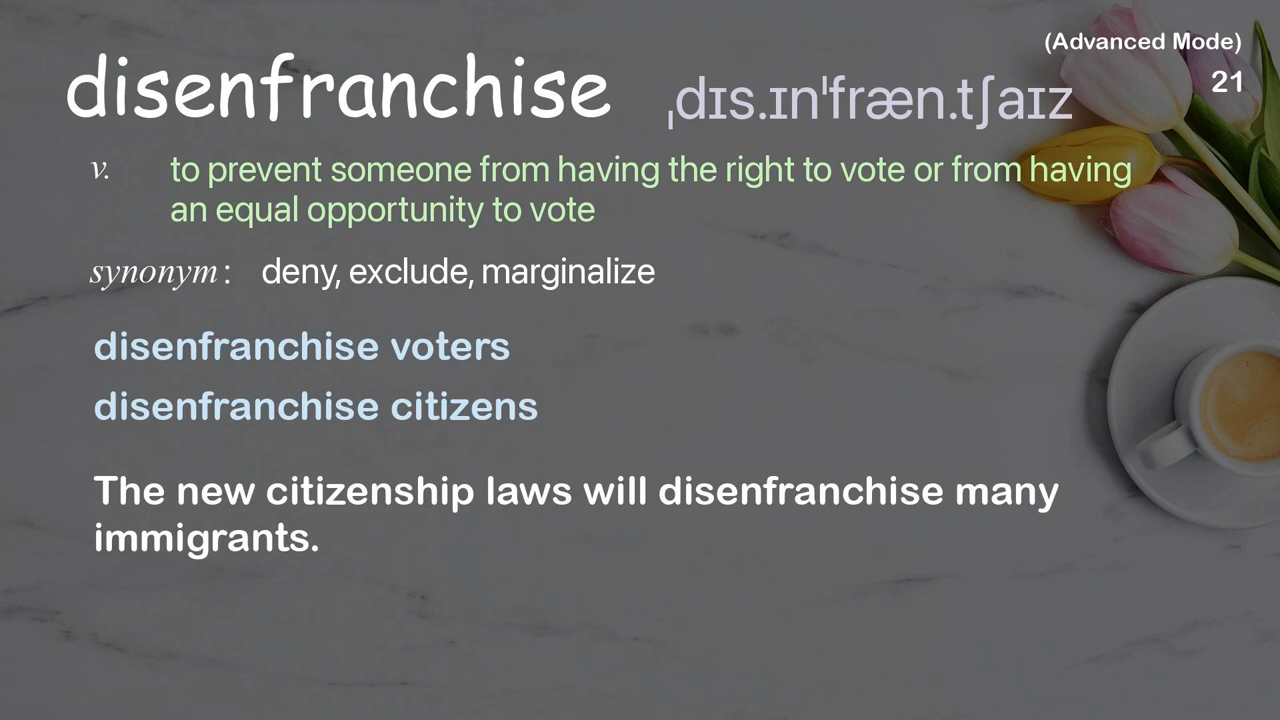 (Advanced Mode)
disenfranchise ˌdɪs.ɪnˈfræn.tʃaɪz
21
v. to prevent someone from having the right to vote or from having
an equal opportunity to vote
synonym : deny, exclude, marginalize
disenfranchise voters
disenfranchise citizens
The new citizenship laws will disenfranchise many
immigrants.